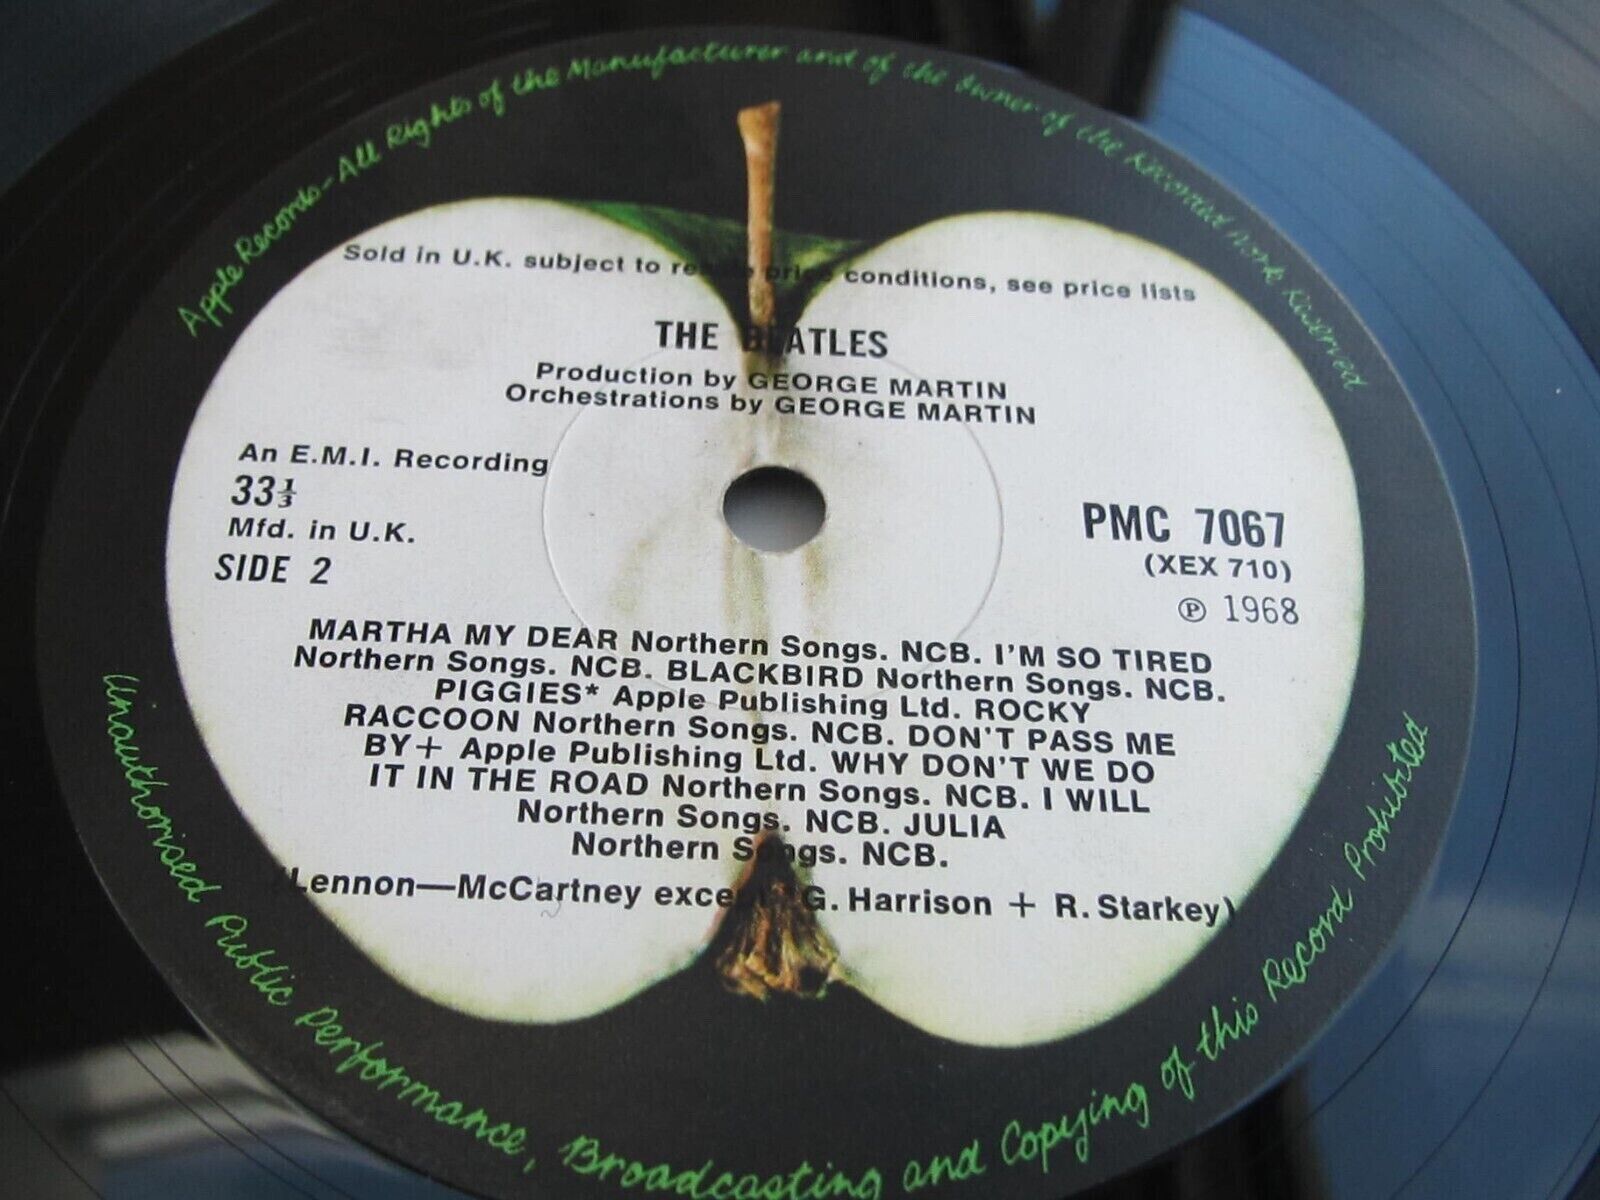 Apple Records - All Rights of the Manufacturer and of the Owner of the Recorded Work Reserved
Sold in U.K. subject to resale price conditions, see price lists
THE BEATLES
Production by GEORGE MARTIN
Orchestrations by GEORGE MARTIN
An E.M.I. Recording
33⅓
Mfd. in U.K.
SIDE 2
PMC 7067
(XEX 710)
℗ 1968
MARTHA MY DEAR Northern Songs. NCB. I'M SO TIRED
Northern Songs. NCB. BLACKBIRD Northern Songs. NCB.
PIGGIES* Apple Publishing Ltd. ROCKY
RACCOON Northern Songs. NCB. DON'T PASS ME
BY+ Apple Publishing Ltd. WHY DON'T WE DO
IT IN THE ROAD Northern Songs. NCB. I WILL
Northern Songs. NCB. JULIA
Northern Songs. NCB.
(Lennon—McCartney except G. Harrison + R. Starkey)
Unauthorised Public Performance, Broadcasting and Copying of this Record Prohibited